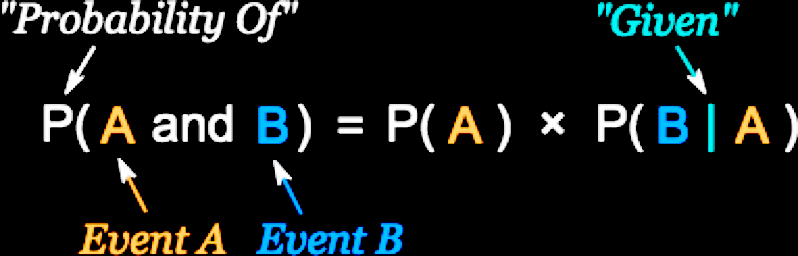 "Probability Of" "Given"
P(A and B) = P(A) × P(B | A)
Event A Event B